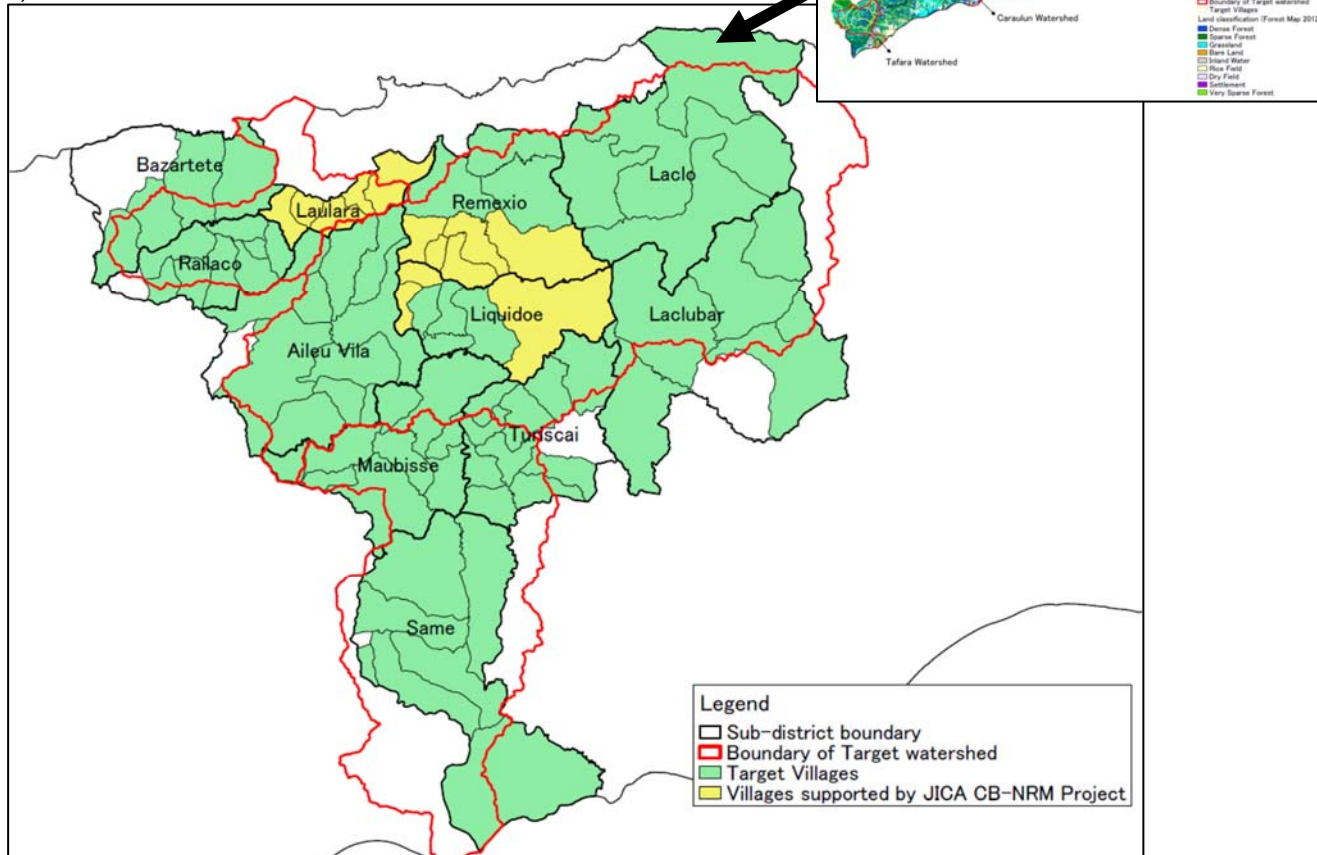 Boundary of Target watershed
Target Villages
Land classification (Forest Map 2012
Dense Forest
Sparse Forest
Grassland
Bare Land
Inland Water
Rice Field
Dry Field
Settlement
Very Sparse Forest
Caraulun Watershed
Tafara Watershed
Bazartete
Laclo
Laulara
Remexio
Railaco
Liquidoe
Laclubar
Aileu Vila
Turiscai
Maubisse
Same
Legend
Sub-district boundary
Boundary of Target watershed
Target Villages
Villages supported by JICA CB-NRM Project